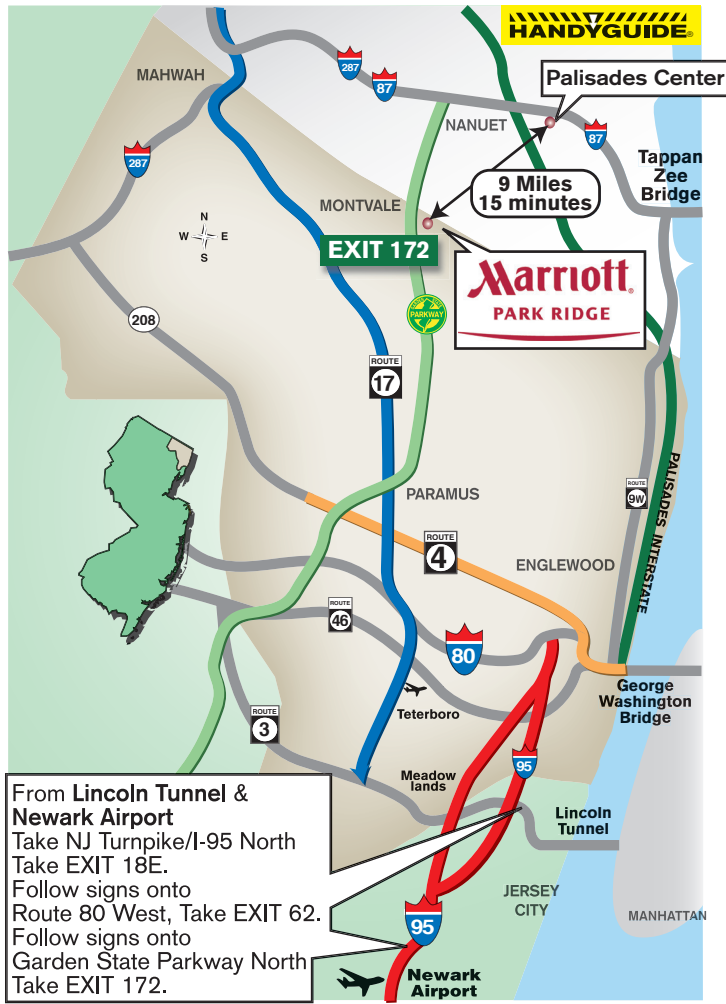 HANDYGUIDE®
287
87
Palisades Center
MAHWAH
NANUET
87
287
Tappan
Zee
Bridge
9 Miles
15 minutes
MONTVALE
N
W E
S
EXIT 172
Marriott®
PARK RIDGE
PARKWAY
208
ROUTE
17
PARAMUS
ROUTE
9W
PALISADES INTERSTATE
ROUTE
4
ENGLEWOOD
ROUTE
46
80
George
Washington
Bridge
Teterboro
ROUTE
3
95
Meadow
lands
From Lincoln Tunnel &
Newark Airport
Take NJ Turnpike/I-95 North
Take EXIT 18E.
Follow signs onto
Route 80 West, Take EXIT 62.
Follow signs onto
Garden State Parkway North
Take EXIT 172.
Lincoln
Tunnel
JERSEY
CITY
MANHATTAN
95
Newark
Airport